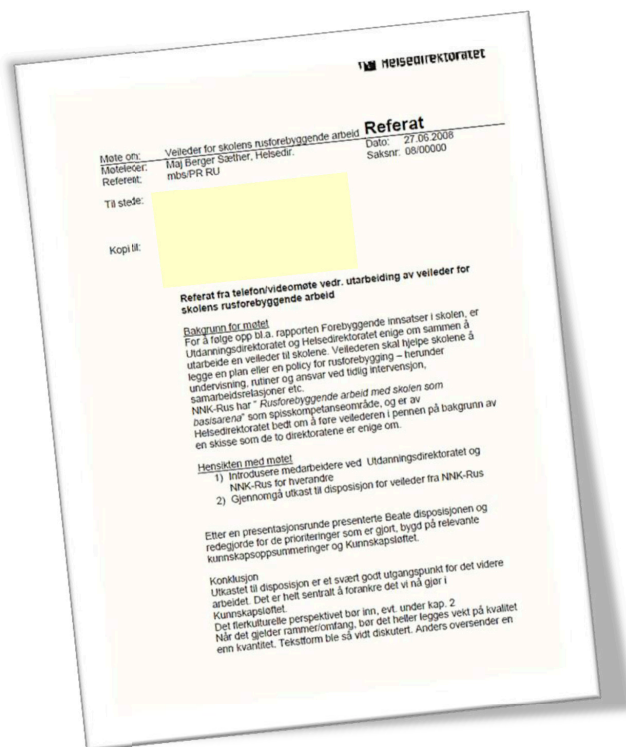 Helsedirektoratet
Referat
Møte om: Veileder for skolens rusforebyggende arbeid
Dato: 27.06.2008
Møteleder: Maj Berger Sæther, Helsedir.
Saksnr: 08/00000
Referent: mbs/PR RU
Til stede:
Kopi til:
Referat fra telefon/videomøte vedr. utarbeiding av veileder for
skolens rusforebyggende arbeid
Bakgrunn for møtet
For å følge opp bl.a. rapporten Forebyggende innsatser i skolen, er
Utdanningsdirektoratet og Helsedirektoratet enige om sammen å
utarbeide en veileder til skolene. Veilederen skal hjelpe skolene å
legge en plan eller en policy for rusforebygging – herunder
undervisning, rutiner og ansvar ved tidlig intervensjon,
samarbeidsrelasjoner etc.
NNK-Rus har " Rusforebyggende arbeid med skolen som
basisarena" som spisskompetanseområde, og er av
Helsedirektoratet bedt om å føre veilederen i pennen på bakgrunn av
en skisse som de to direktoratene er enige om.
Hensikten med møtet
1) Introdusere medarbeidere ved Utdanningsdirektoratet og
NNK-Rus for hverandre
2) Gjennomgå utkast til disposisjon for veileder fra NNK-Rus
Etter en presentasjonsrunde presenterte Beate disposisjonen og
redegjorde for de prioriteringer som er gjort, bygd på relevante
kunnskapsoppsummeringer og Kunnskapsløftet.
Konklusjon
Utkastet til disposisjon er et svært godt utgangspunkt for det videre
arbeidet. Det er helt sentralt å forankre det vi nå gjør i
Kunnskapsløftet.
Det flerkulturelle perspektivet bør inn, evt. under kap. 2
Når det gjelder rammer/omfang, bør det heller legges vekt på kvalitet
enn kvantitet. Tekstform ble så vidt diskutert. Anders oversender en